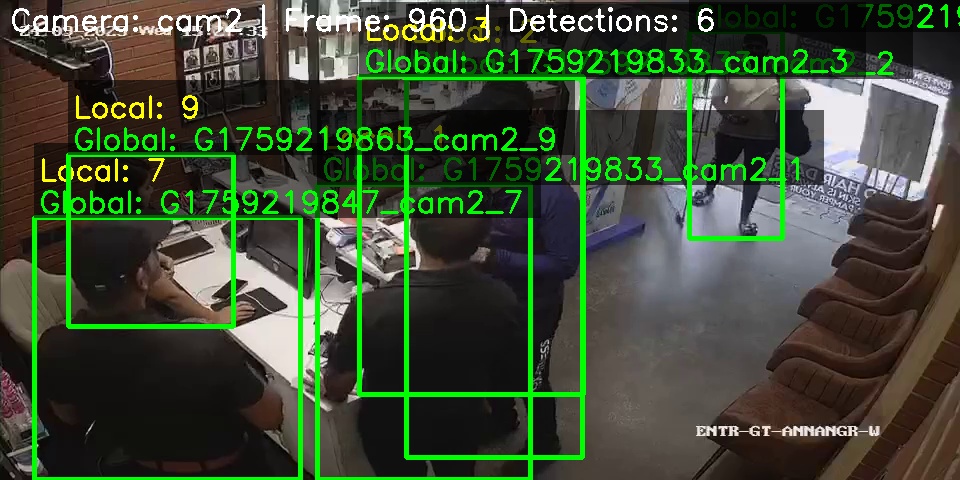 Camera: cam2 | Frame: 960 | Detections: 6
Local: 3
Global: G1759219833_cam2_3
_2
Local: 9
Global: G1759219863_cam2_9
Local: 7
Global: G1759219833_cam2_1
Global: G1759219847_cam2_7
ENTR-GT-ANNANGR-W